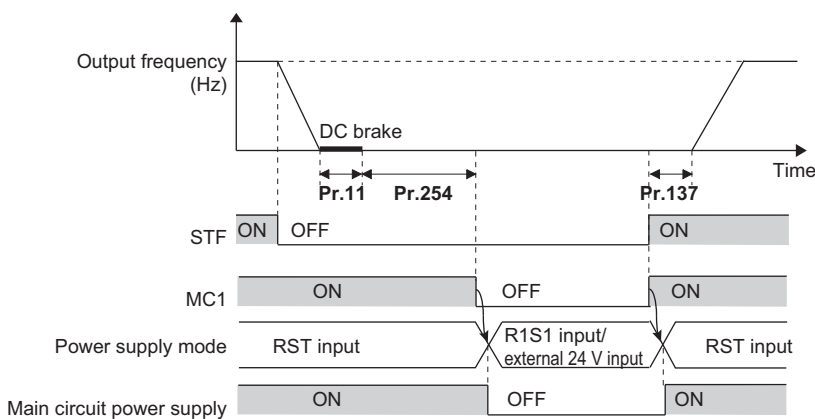 Output frequency
(Hz)
DC brake
Time
Pr.11
Pr.254
Pr.137
STF
ON
OFF
ON
MC1
ON
OFF
ON
Power supply mode
RST input
R1S1 input/
external 24 V input
RST input
Main circuit power supply
ON
OFF
ON